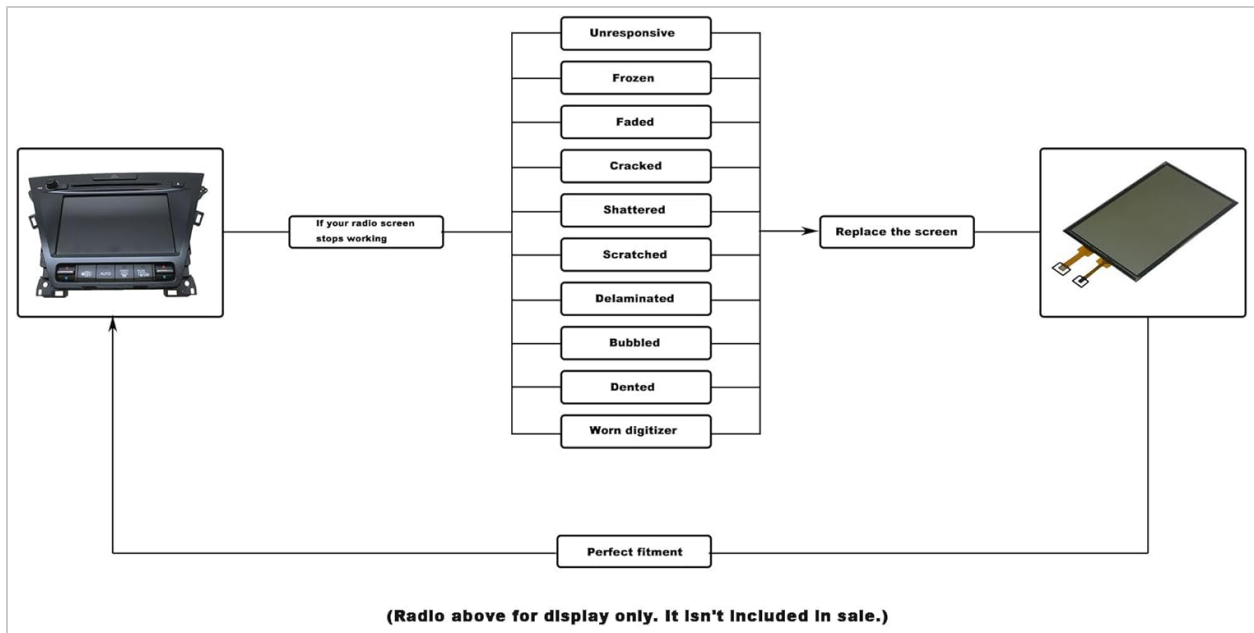 Unresponsive
Frozen
Faded
Cracked
Shattered
Scratched
Delaminated
Bubbled
Dented
Worn digitizer
If your radio screen
stops working
Replace the screen
AUTO
Perfect fitment
(Radio above for display only. It isn't included in sale.)